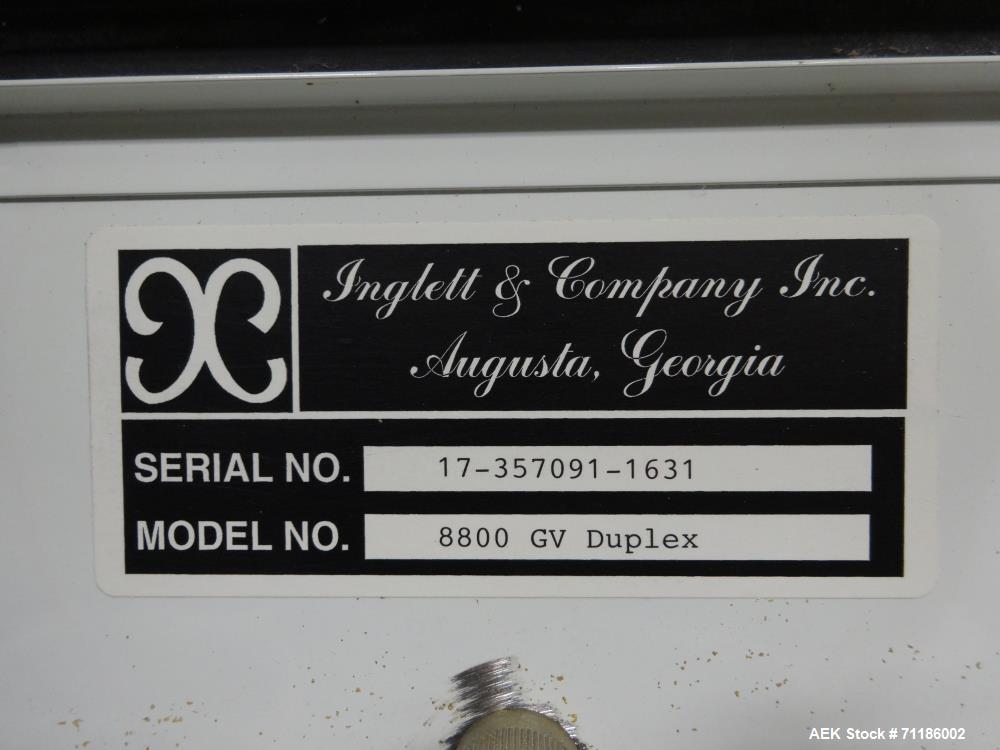 Inglett & Company Inc.
Augusta, Georgia
SERIAL NO. 17-357091-1631
MODEL NO. 8800 GV Duplex
AEK Stock #71186002